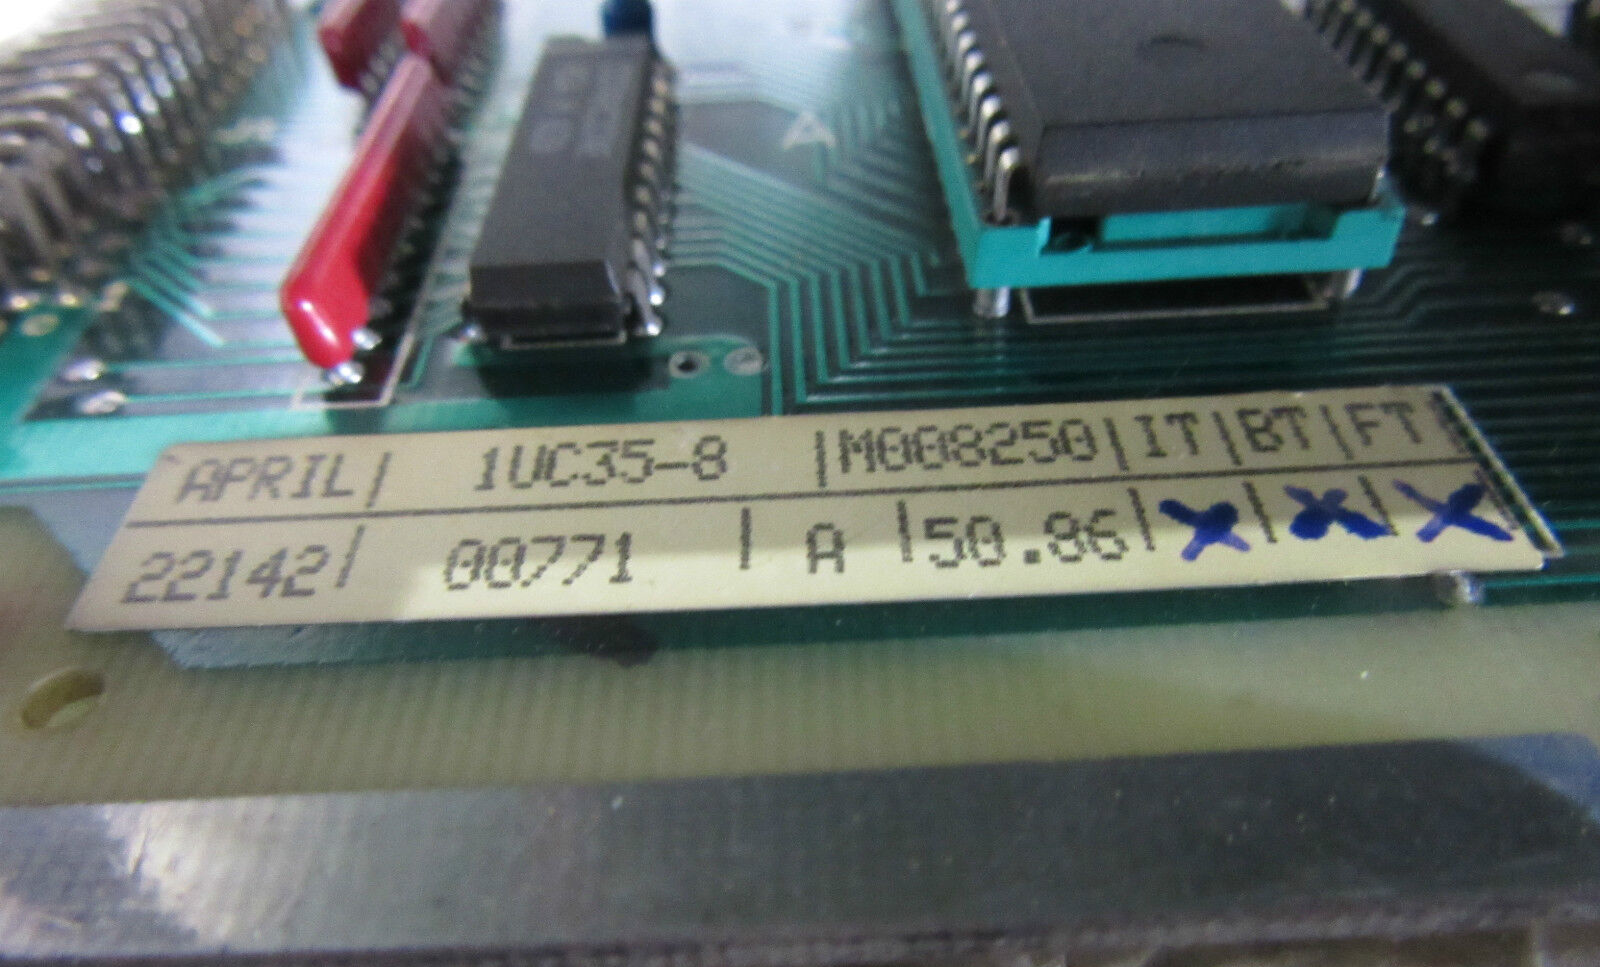 APRIL| 1UC35-8 |M008250|IT|BT|FT|
22142| 00771 | A |50.86| X | X | X